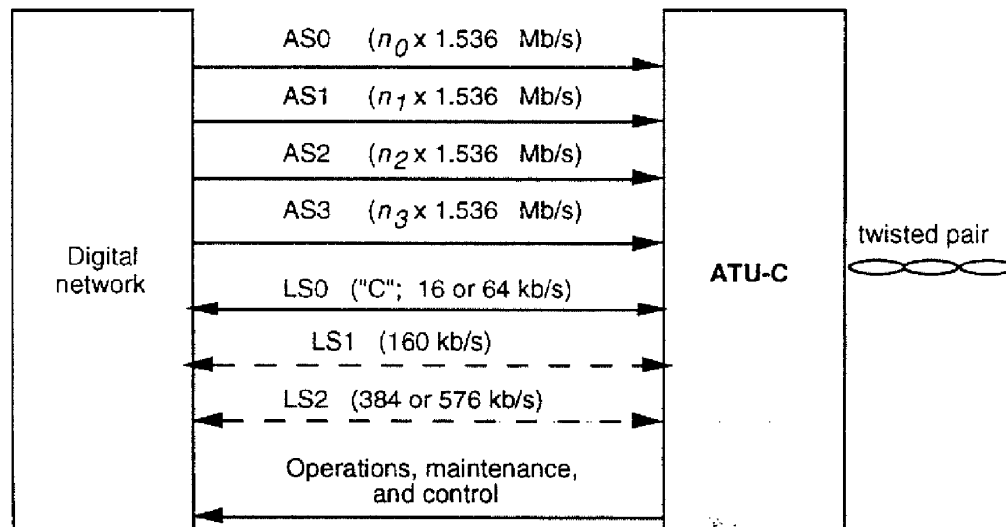 AS0 (n0 x 1.536 Mb/s)
AS1 (n1 x 1.536 Mb/s)
AS2 (n2 x 1.536 Mb/s)
AS3 (n3 x 1.536 Mb/s)
Digital
network
LS0 ("C"; 16 or 64 kb/s)
LS1 (160 kb/s)
LS2 (384 or 576 kb/s)
Operations, maintenance,
and control
ATU-C
twisted pair